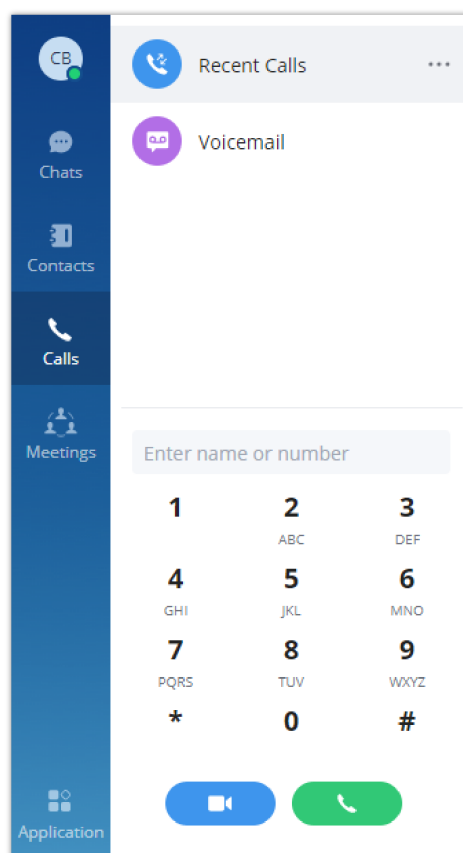 CB
Chats
Contacts
Calls
Meetings
Application
Recent Calls
Voicemail
Enter name or number
1 2 3
ABC DEF
4 5 6
GHI JKL MNO
7 8 9
PQRS TUV WXYZ
* 0 #